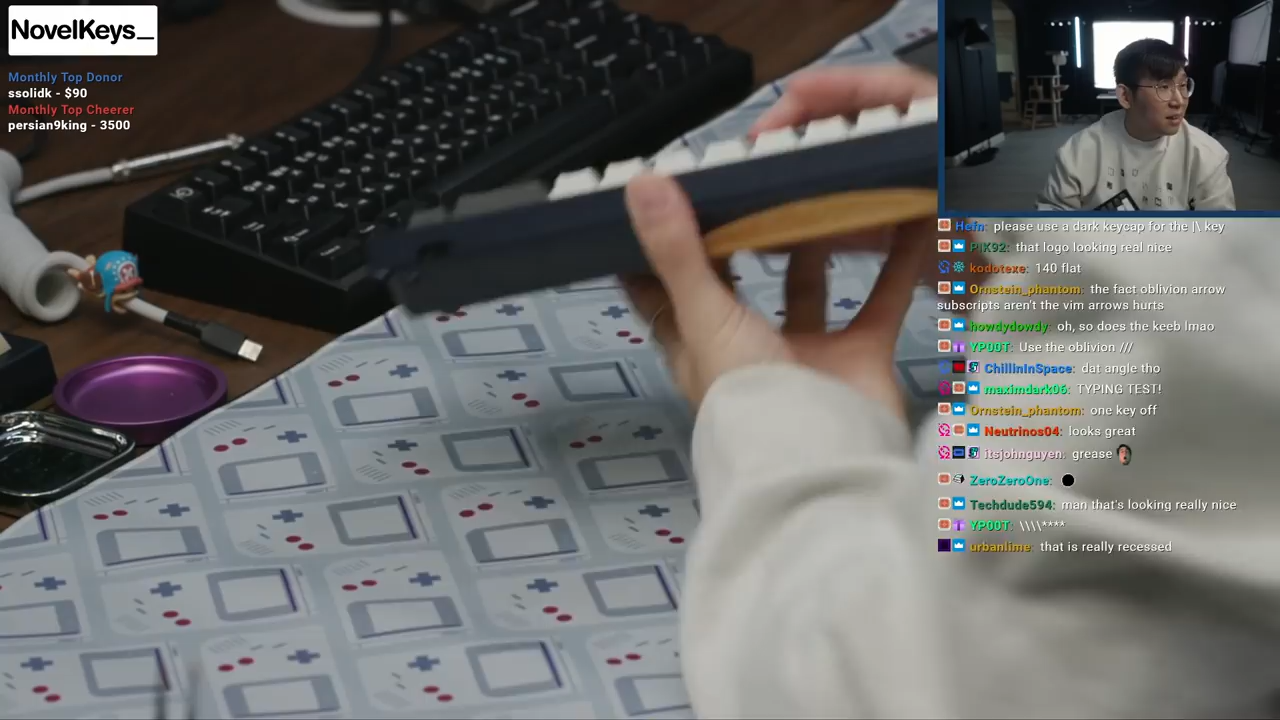 NovelKeys_
Monthly Top Donor
ssolidk - $90
Monthly Top Cheerer
persian9king - 3500
Hein: please use a dark keycap for the |\ key
PIX92: that logo looking real nice
kodotexe: 140 flat
Ornstein_phantom: the fact oblivion arrow
subscripts aren't the vim arrows hurts
howdydowdy: oh, so does the keeb lmao
YP00T: Use the oblivion ///
ChillinInSpace: dat angle tho
maximdark06: TYPING TEST!
Ornstein_phantom: one key off
Neutrinos04: looks great
itsjohnguyen: grease
ZeroZeroOne:
Techdude594: man that's looking really nice
YP00T: \\\\****
urbanlime: that is really recessed